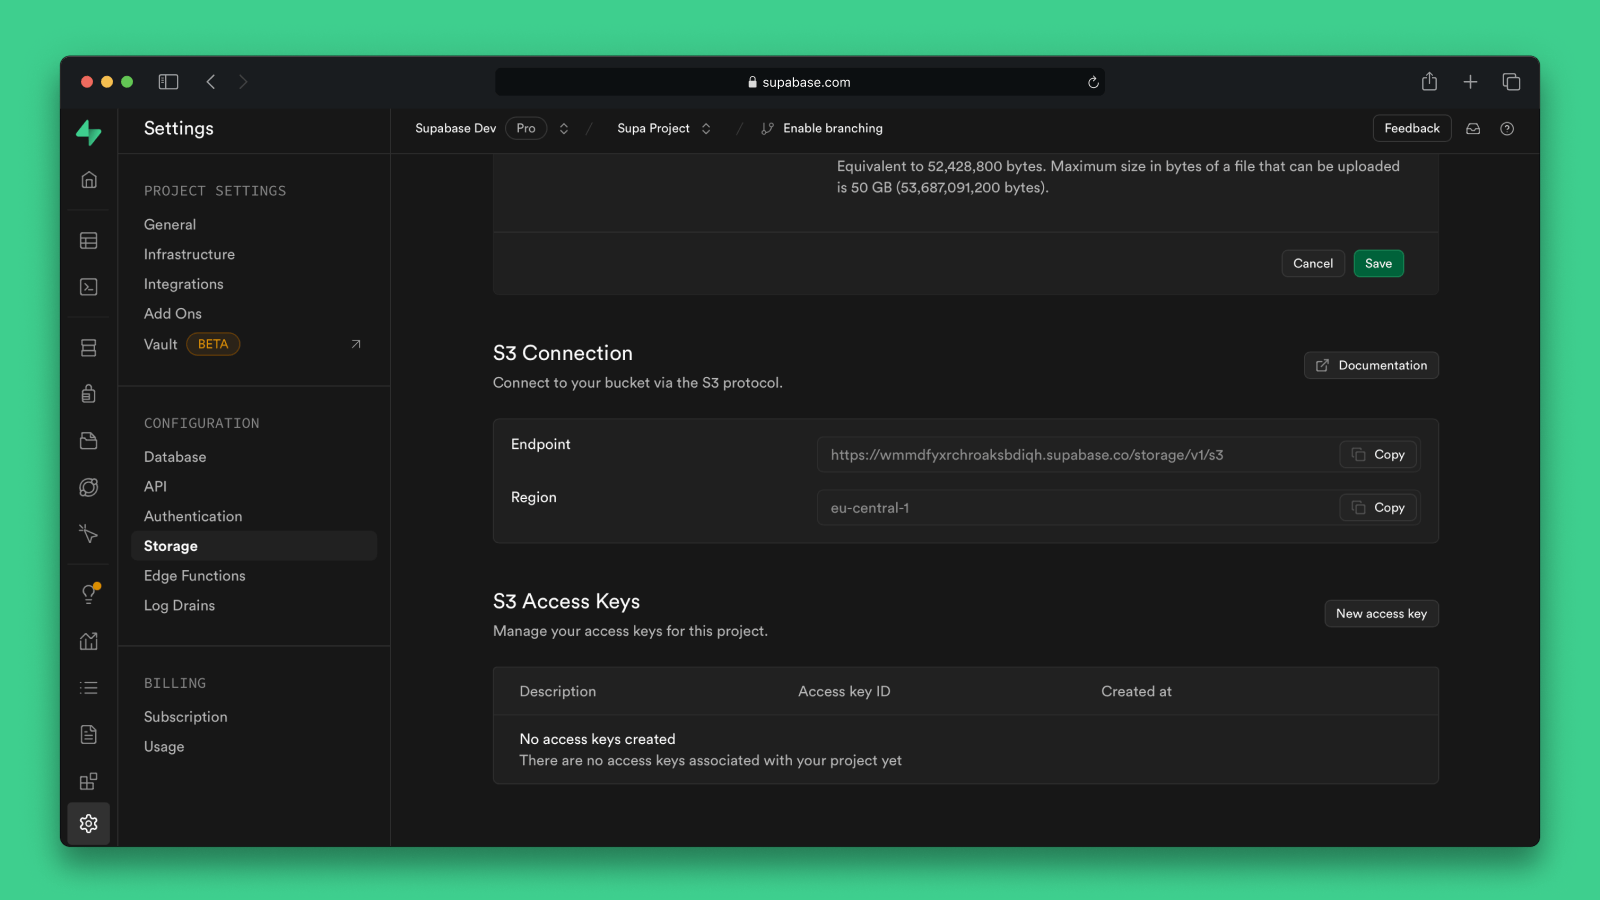 supabase.com
Settings
Supabase Dev Pro / Supa Project / Enable branching
Feedback
PROJECT SETTINGS
General
Infrastructure
Integrations
Add Ons
Vault BETA
CONFIGURATION
Database
API
Authentication
Storage
Edge Functions
Log Drains
BILLING
Subscription
Usage
Equivalent to 52,428,800 bytes. Maximum size in bytes of a file that can be uploaded
is 50 GB (53,687,091,200 bytes).
Cancel Save
S3 Connection
Connect to your bucket via the S3 protocol.
Documentation
Endpoint
https://wmmdfyxrchroaksbdiqh.supabase.co/storage/v1/s3
Copy
Region
eu-central-1
Copy
S3 Access Keys
Manage your access keys for this project.
New access key
Description Access key ID Created at
No access keys created
There are no access keys associated with your project yet